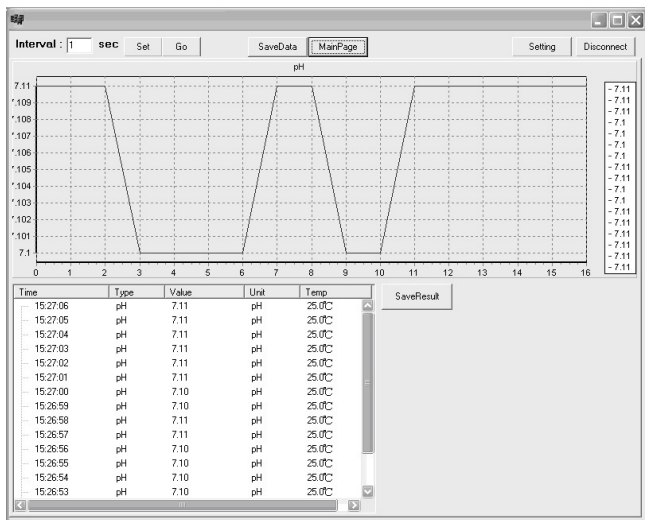 Interval : 1 sec Set Go SaveData MainPage Setting Disconnect
pH
7.11
7.109
7.108
7.107
7.106
7.105
7.104
7.103
7.102
7.101
7.1
0 1 2 3 4 5 6 7 8 9 10 11 12 13 14 15 16
- 7.11
- 7.11
- 7.11
- 7.1
- 7.1
- 7.1
- 7.1
- 7.11
- 7.11
- 7.1
- 7.1
- 7.11
- 7.11
- 7.11
- 7.11
- 7.11
- 7.11
Time Type Value Unit Temp
15:27:06 pH 7.11 pH 25.0℃
15:27:05 pH 7.11 pH 25.0℃
15:27:04 pH 7.11 pH 25.0℃
15:27:03 pH 7.11 pH 25.0℃
15:27:02 pH 7.11 pH 25.0℃
15:27:01 pH 7.11 pH 25.0℃
15:27:00 pH 7.10 pH 25.0℃
15:26:59 pH 7.10 pH 25.0℃
15:26:58 pH 7.11 pH 25.0℃
15:26:57 pH 7.11 pH 25.0℃
15:26:56 pH 7.10 pH 25.0℃
15:26:55 pH 7.10 pH 25.0℃
15:26:54 pH 7.10 pH 25.0℃
15:26:53 pH 7.10 pH 25.0℃
SaveResult